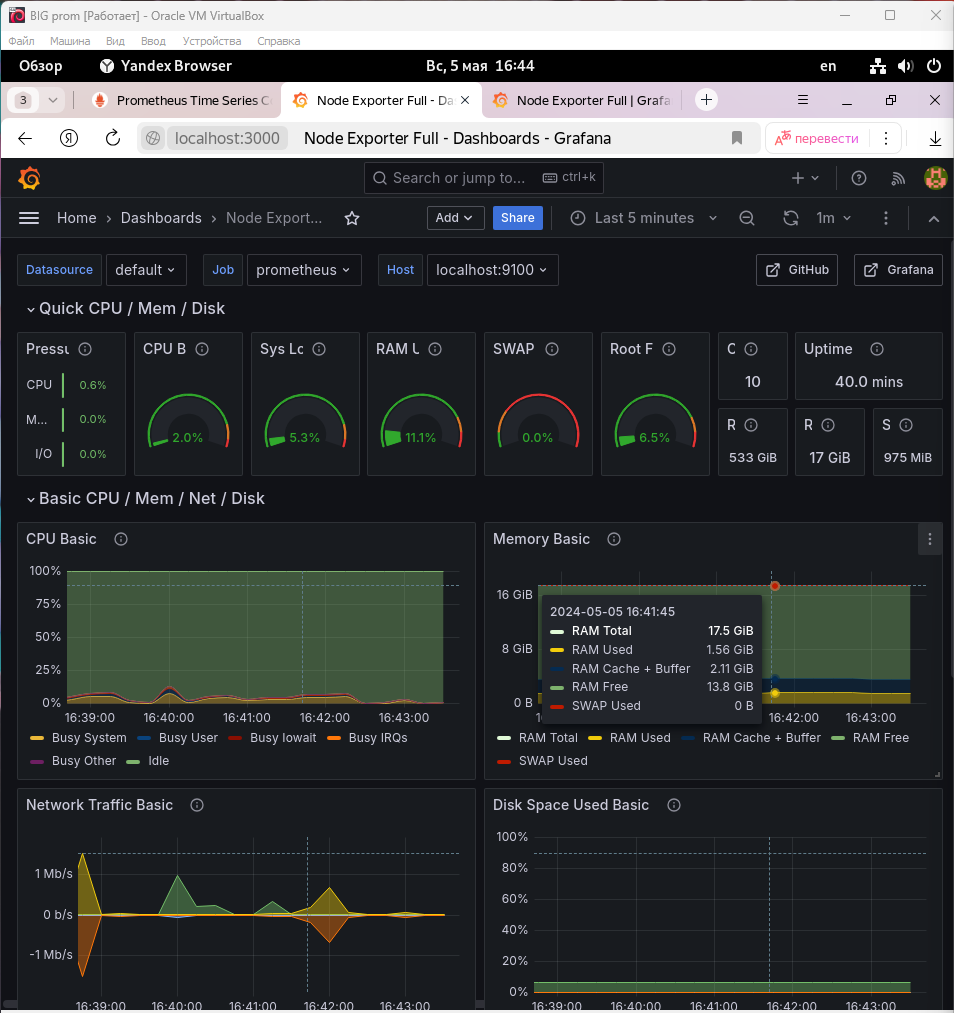 BIG prom [Работает] - Oracle VM VirtualBox
Файл Машина Вид Ввод Устройства Справка
Обзор Yandex Browser Вс, 5 мая 16:44 en
3 Prometheus Time Series C Node Exporter Full - Da Node Exporter Full | Grafa
Я localhost:3000 Node Exporter Full - Dashboards - Grafana перевести
Search or jump to... ctrl+k
Home Dashboards Node Export... Add Share Last 5 minutes 1m
Datasource default Job prometheus Host localhost:9100 GitHub Grafana
Quick CPU / Mem / Disk
Pressu CPU B Sys Lo RAM U SWAP Root F C Uptime
CPU 0.6% 10 40.0 mins
M... 0.0% R R S
I/O 0.0% 2.0% 5.3% 11.1% 0.0% 6.5% 533 GiB 17 GiB 975 MiB
Basic CPU / Mem / Net / Disk
CPU Basic
100%
75%
50%
25%
0%
16:39:00 16:40:00 16:41:00 16:42:00 16:43:00
Busy System Busy User Busy Iowait Busy IRQs
Busy Other Idle
Memory Basic
16 GiB
8 GiB
0 B
2024-05-05 16:41:45
RAM Total 17.5 GiB
RAM Used 1.56 GiB
RAM Cache + Buffer 2.11 GiB
RAM Free 13.8 GiB
SWAP Used 0 B
16:42:00 16:43:00
RAM Total RAM Used RAM Cache + Buffer RAM Free
SWAP Used
Network Traffic Basic
1 Mb/s
0 b/s
-1 Mb/s
16:39:00 16:40:00 16:41:00 16:42:00 16:43:00
Disk Space Used Basic
100%
80%
60%
40%
20%
0%
16:39:00 16:40:00 16:41:00 16:42:00 16:43:00